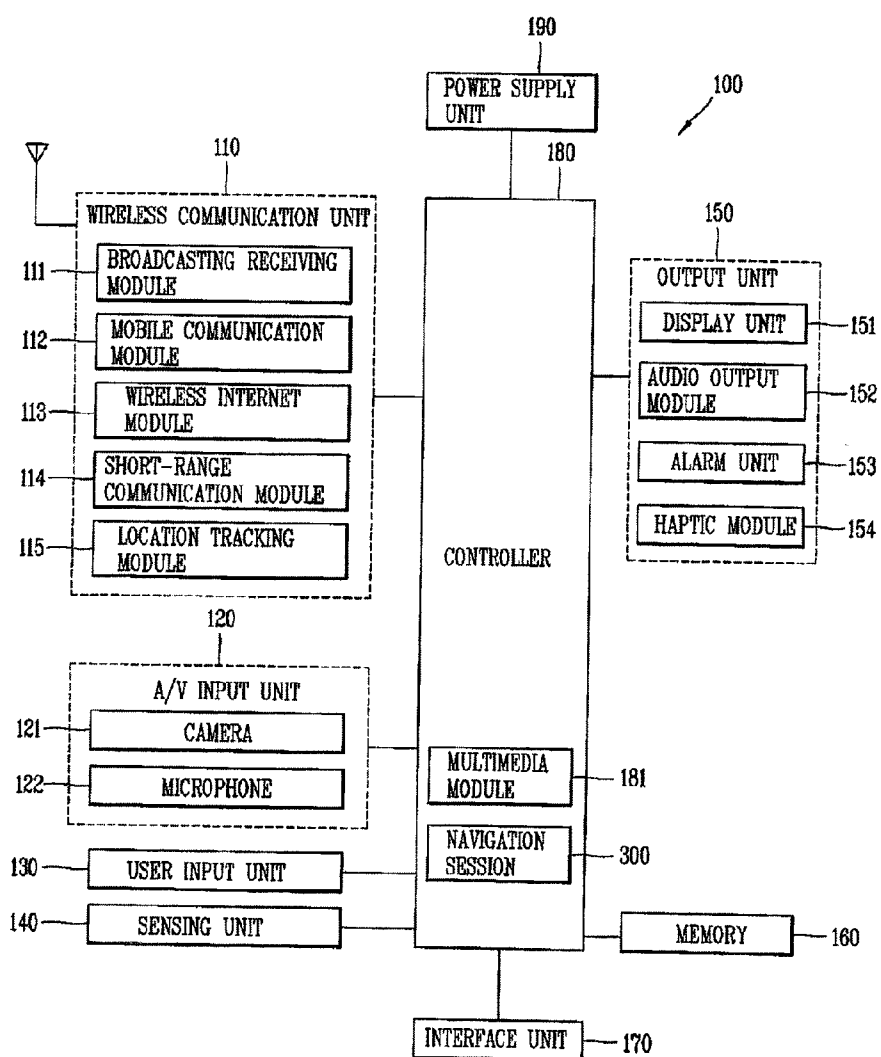 190
POWER SUPPLY
UNIT
100
110
180
WIRELESS COMMUNICATION UNIT
111
BROADCASTING RECEIVING
MODULE
112
MOBILE COMMUNICATION
MODULE
113
WIRELESS INTERNET
MODULE
114
SHORT-RANGE
COMMUNICATION MODULE
115
LOCATION TRACKING
MODULE
150
OUTPUT UNIT
DISPLAY UNIT
151
AUDIO OUTPUT
MODULE
152
ALARM UNIT
153
HAPTIC MODULE
154
CONTROLLER
120
A/V INPUT UNIT
121
CAMERA
122
MICROPHONE
MULTIMEDIA
MODULE
181
NAVIGATION
SESSION
300
130
USER INPUT UNIT
140
SENSING UNIT
MEMORY
160
INTERFACE UNIT
170